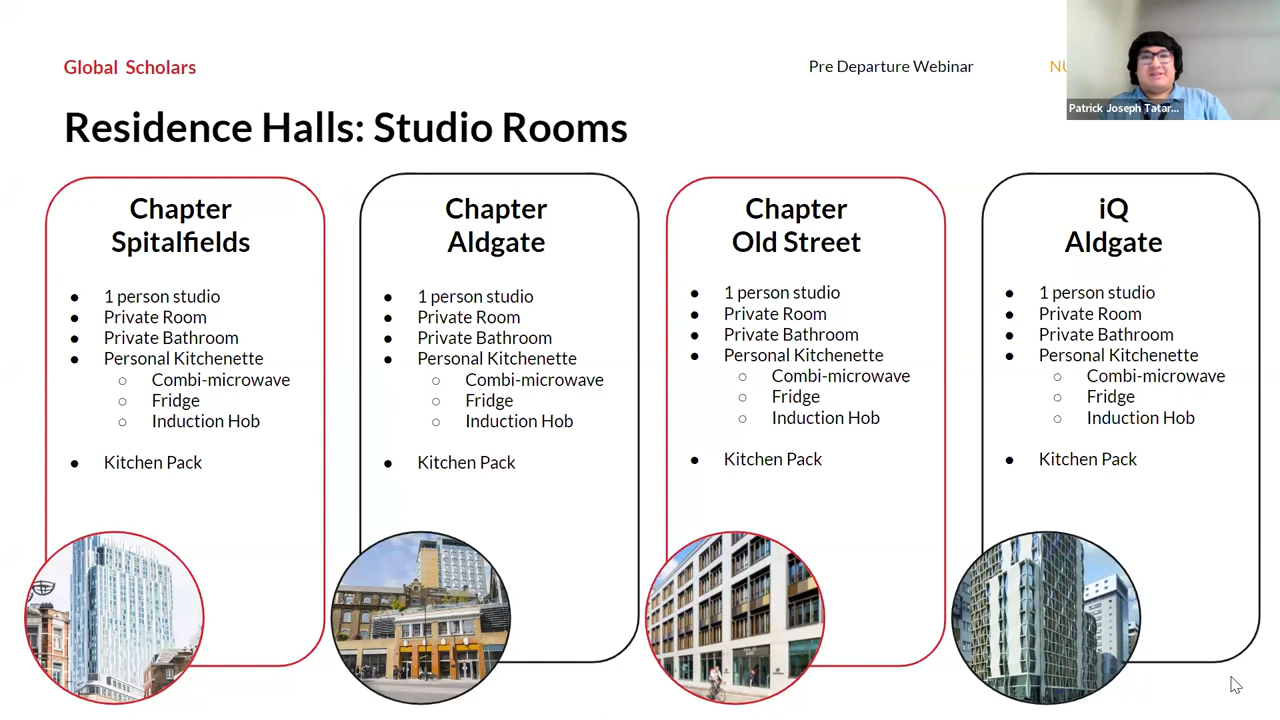 Global Scholars
Pre Departure Webinar
NU
Patrick Joseph Tatar...
Residence Halls: Studio Rooms
Chapter
Spitalfields
● 1 person studio
● Private Room
● Private Bathroom
● Personal Kitchenette
○ Combi-microwave
○ Fridge
○ Induction Hob
● Kitchen Pack
Chapter
Aldgate
● 1 person studio
● Private Room
● Private Bathroom
● Personal Kitchenette
○ Combi-microwave
○ Fridge
○ Induction Hob
● Kitchen Pack
Chapter
Old Street
● 1 person studio
● Private Room
● Private Bathroom
● Personal Kitchenette
○ Combi-microwave
○ Fridge
○ Induction Hob
● Kitchen Pack
iQ
Aldgate
● 1 person studio
● Private Room
● Private Bathroom
● Personal Kitchenette
○ Combi-microwave
○ Fridge
○ Induction Hob
● Kitchen Pack